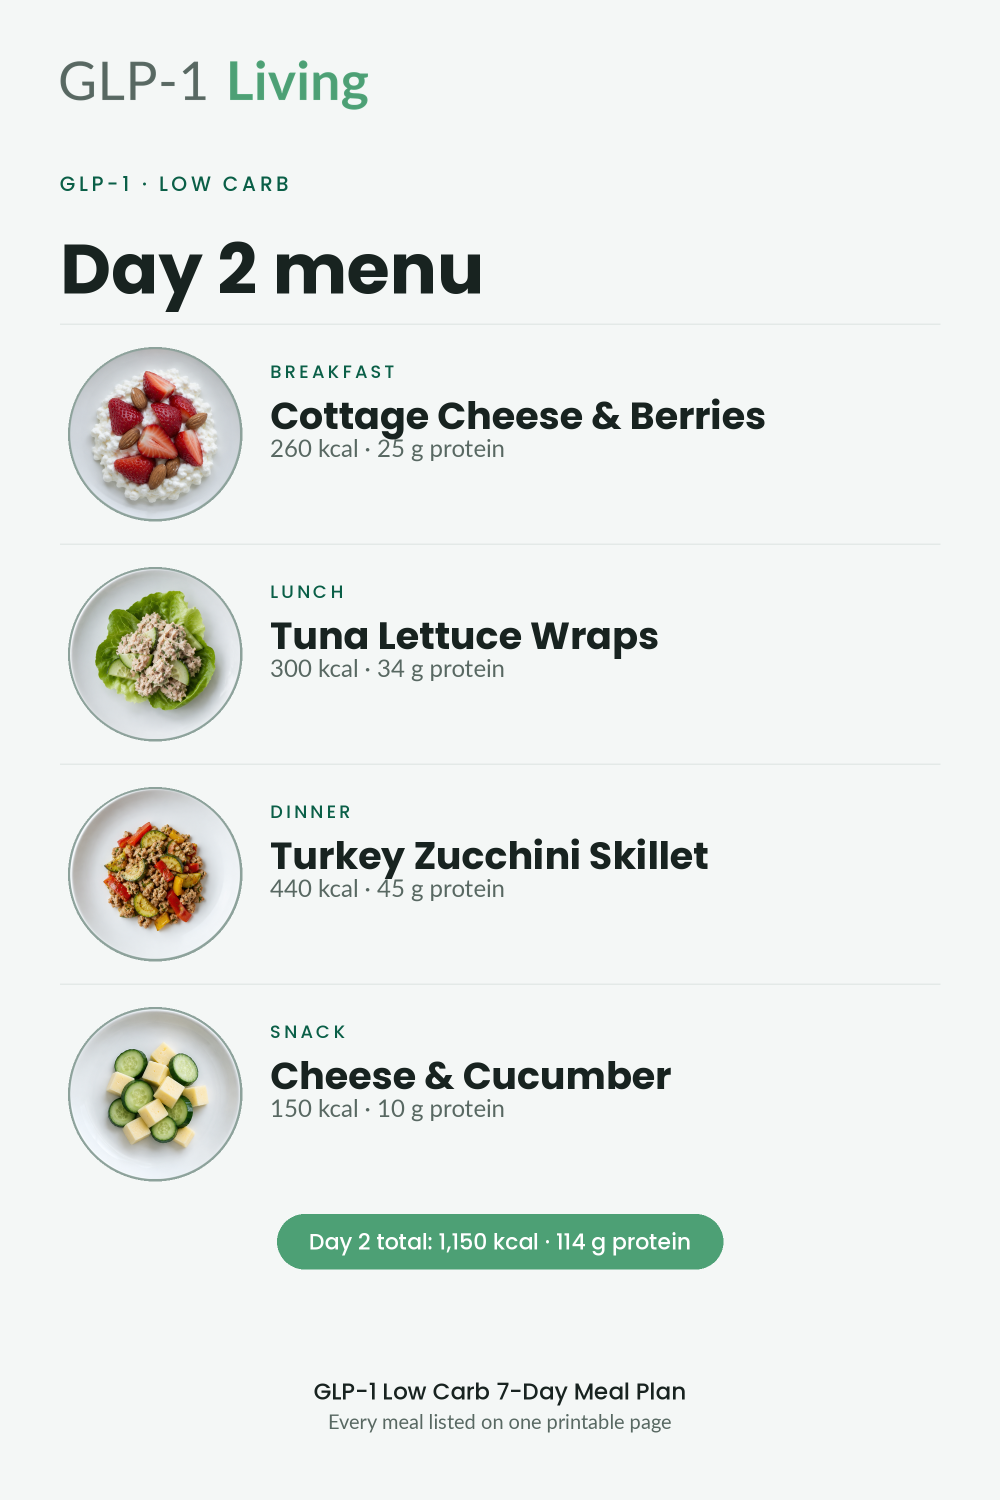 GLP-1 Living
GLP-1 · LOW CARB
Day 2 menu
BREAKFAST
Cottage Cheese & Berries
260 kcal · 25 g protein
LUNCH
Tuna Lettuce Wraps
300 kcal · 34 g protein
DINNER
Turkey Zucchini Skillet
440 kcal · 45 g protein
SNACK
Cheese & Cucumber
150 kcal · 10 g protein
Day 2 total: 1,150 kcal · 114 g protein
GLP-1 Low Carb 7-Day Meal Plan
Every meal listed on one printable page